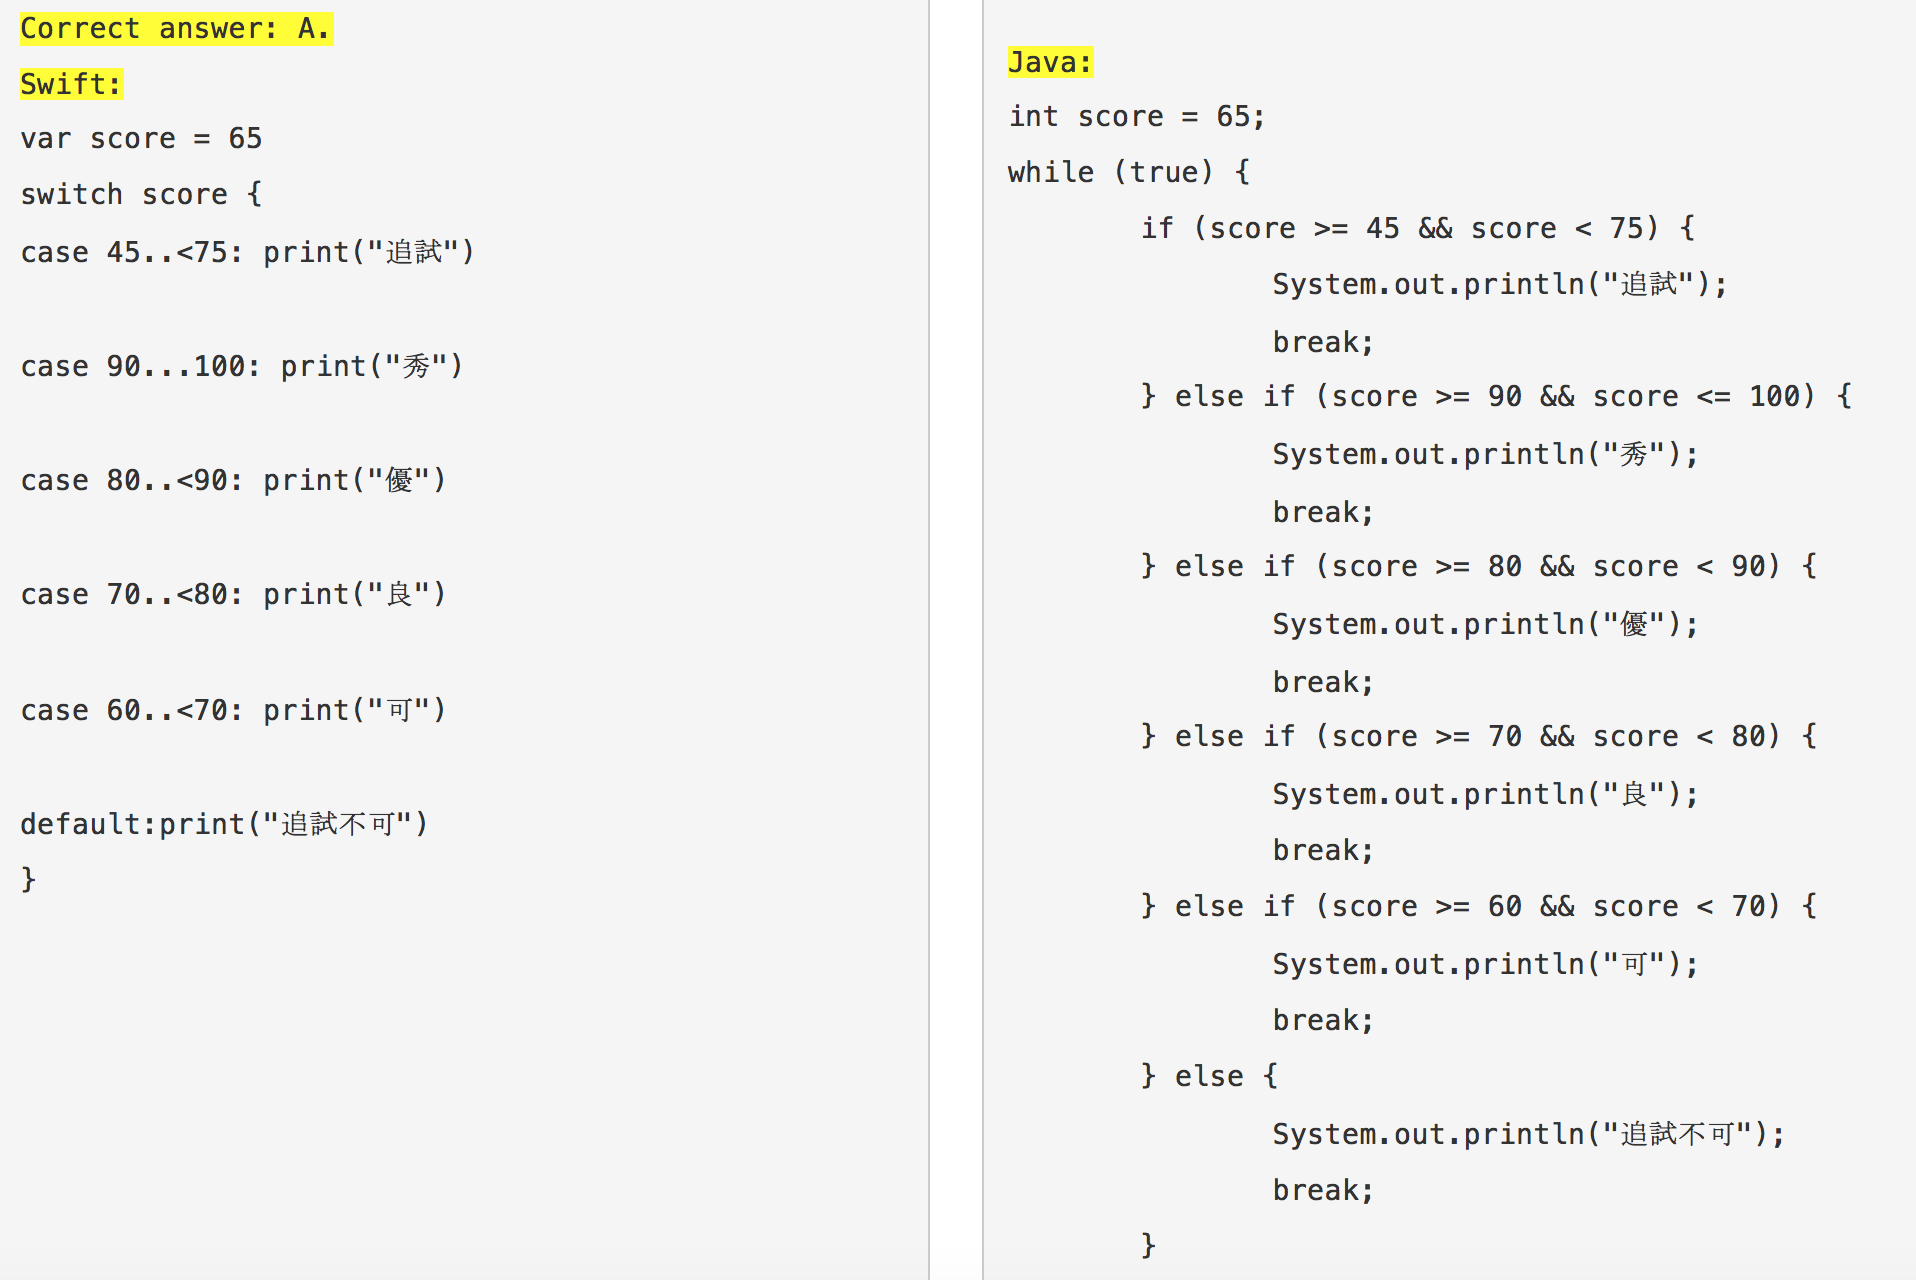 Correct answer: A.
Swift:
var score = 65
switch score {
case 45..<75: print("追試")
case 90...100: print("秀")
case 80..<90: print("優")
case 70..<80: print("良")
case 60..<70: print("可")
default:print("追試不可")
}
Java:
int score = 65;
while (true) {
if (score >= 45 && score < 75) {
System.out.println("追試");
break;
} else if (score >= 90 && score <= 100) {
System.out.println("秀");
break;
} else if (score >= 80 && score < 90) {
System.out.println("優");
break;
} else if (score >= 70 && score < 80) {
System.out.println("良");
break;
} else if (score >= 60 && score < 70) {
System.out.println("可");
break;
} else {
System.out.println("追試不可");
break;
}